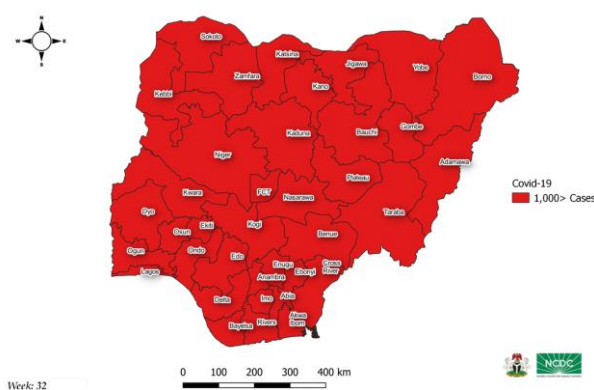 N
W E
S
Sokoto
Katsina
Jigawa
Yobe
Borno
Zamfara
Kebbi
Kano
Kaduna
Bauchi
Gombe
Niger
Adamawa
Plateau
FCT
Nasarawa
Kwara
Taraba
Oyo
Kogi
Benue
Osun
Ekiti
Ogun
Ondo
Edo
Lagos
Enugu
Anambra
Ebonyi
Cross
River
Delta
Imo
Abia
Bayelsa
Rivers
Akwa
Ibom
Covid-19
1,000> Cases
Week: 32
0 100 200 300 400 km
NCDC